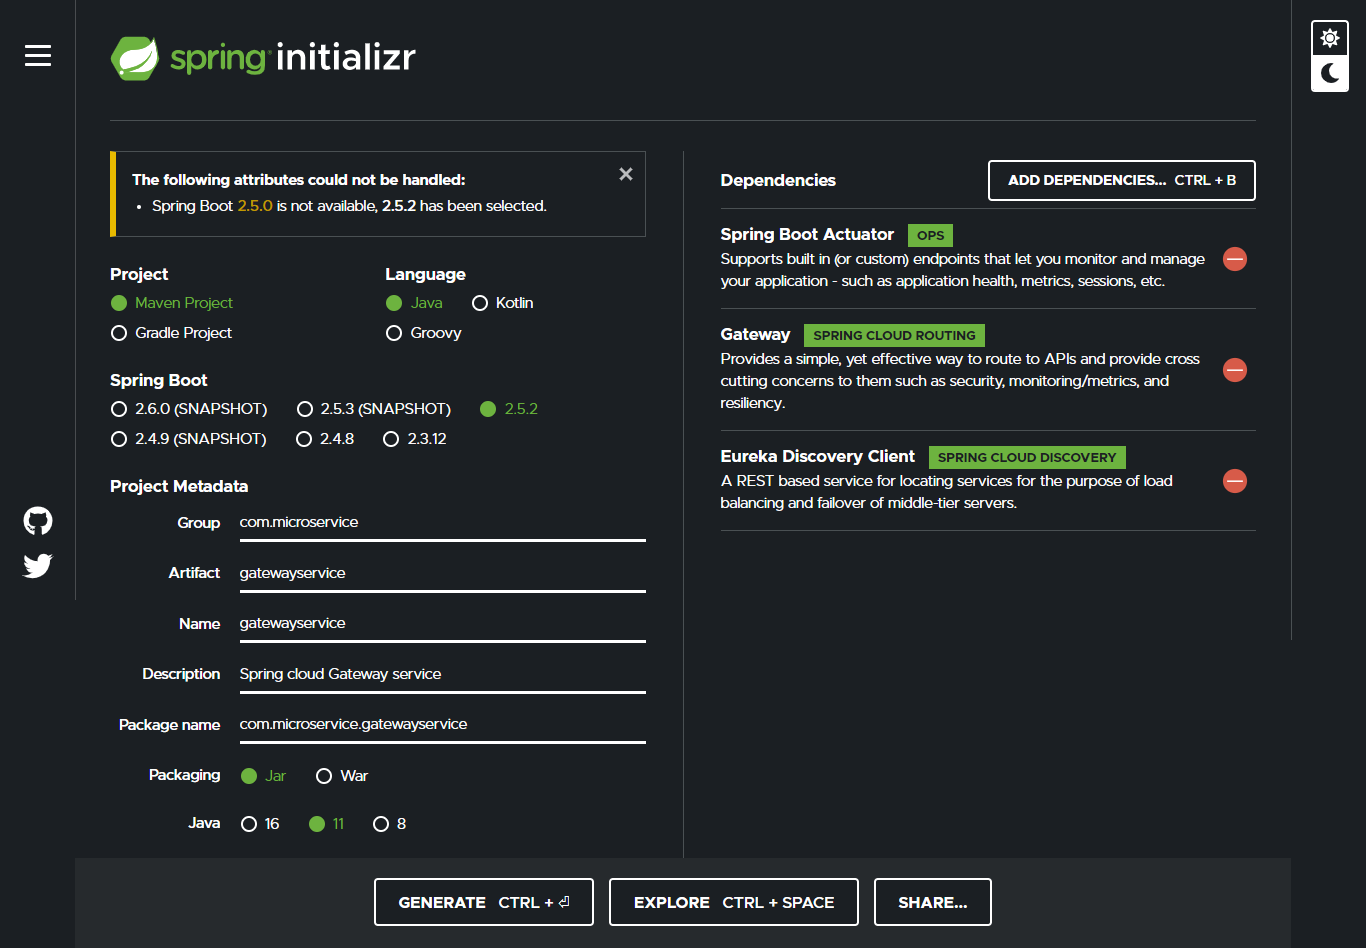 spring initializr
The following attributes could not be handled:
• Spring Boot 2.5.0 is not available, 2.5.2 has been selected.
Project
Maven Project
Gradle Project
Language
Java Kotlin
Groovy
Spring Boot
2.6.0 (SNAPSHOT) 2.5.3 (SNAPSHOT) 2.5.2
2.4.9 (SNAPSHOT) 2.4.8 2.3.12
Project Metadata
Group com.microservice
Artifact gatewayservice
Name gatewayservice
Description Spring cloud Gateway service
Package name com.microservice.gatewayservice
Packaging Jar War
Java 16 11 8
Dependencies
ADD DEPENDENCIES... CTRL + B
Spring Boot Actuator OPS
Supports built in (or custom) endpoints that let you monitor and manage
your application - such as application health, metrics, sessions, etc.
Gateway SPRING CLOUD ROUTING
Provides a simple, yet effective way to route to APIs and provide cross
cutting concerns to them such as security, monitoring/metrics, and
resiliency.
Eureka Discovery Client SPRING CLOUD DISCOVERY
A REST based service for locating services for the purpose of load
balancing and failover of middle-tier servers.
GENERATE CTRL + ⏎
EXPLORE CTRL + SPACE
SHARE...